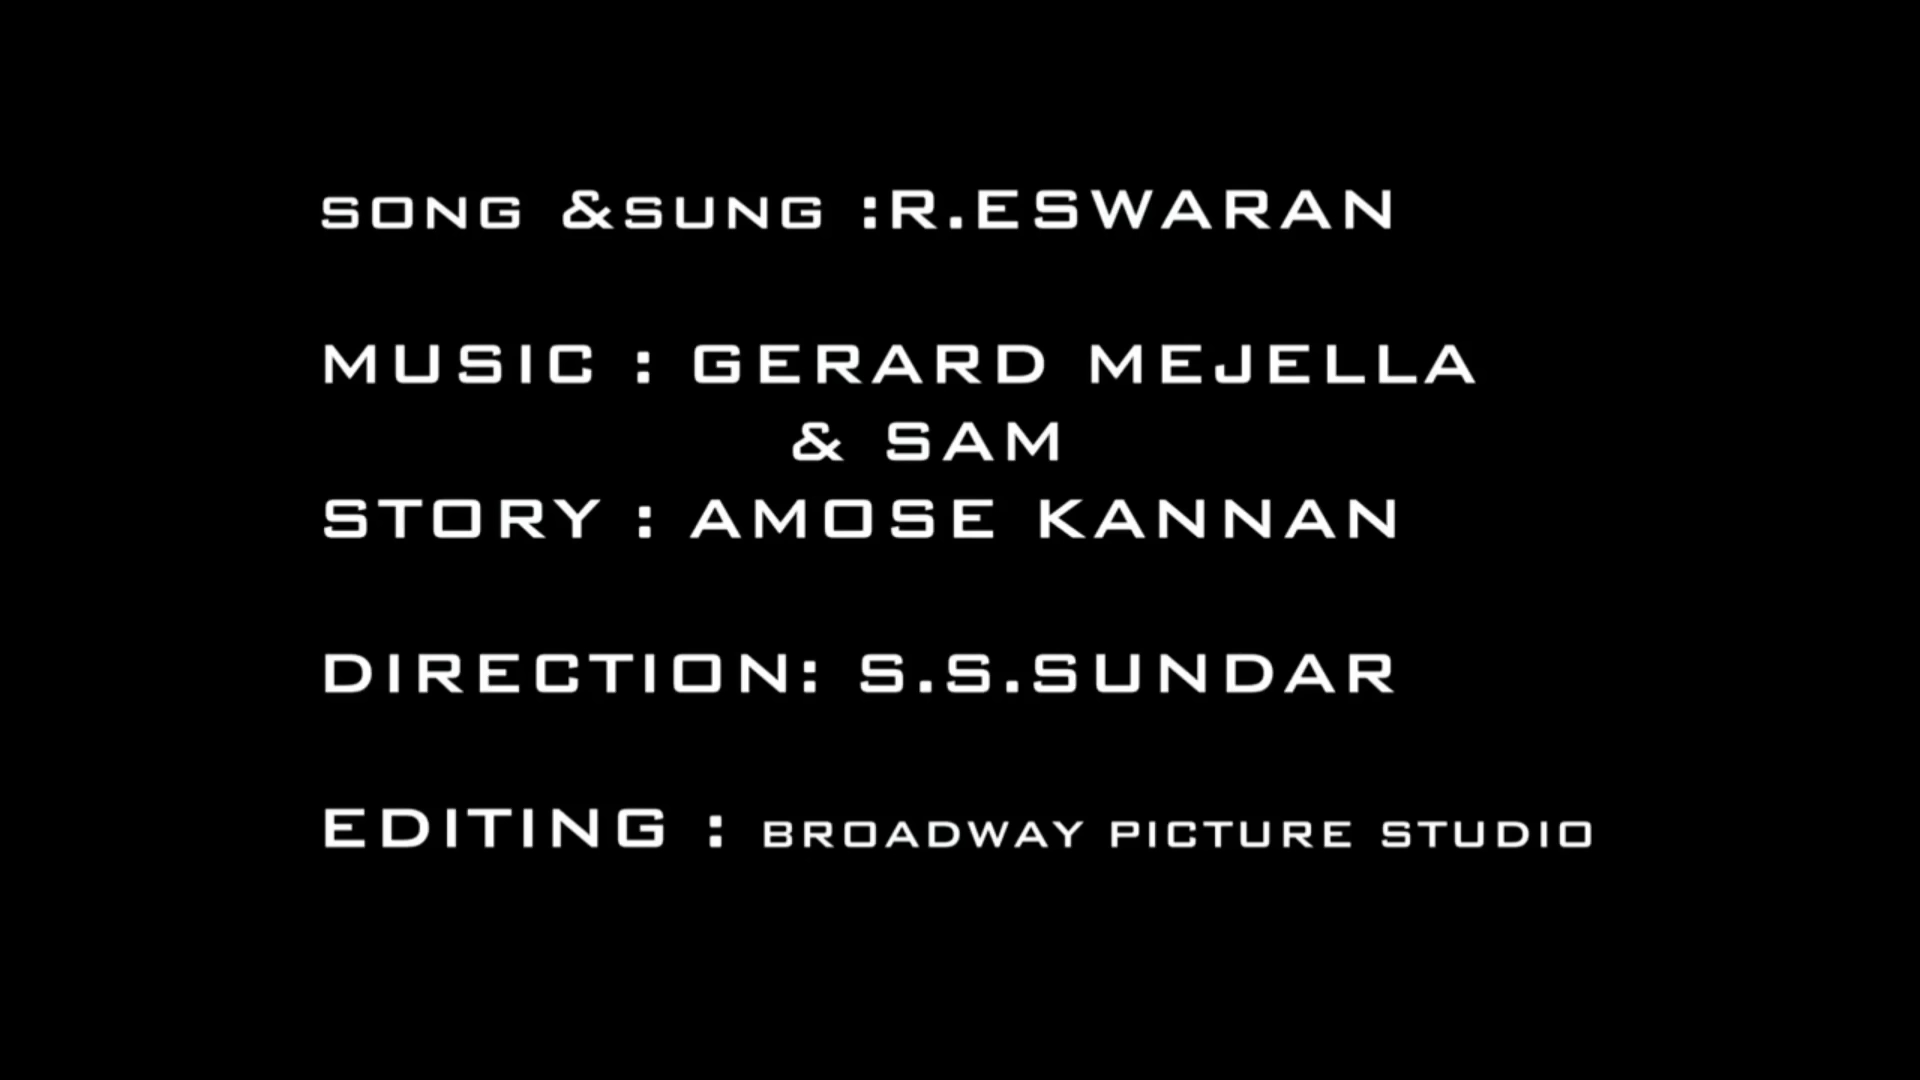 SONG &SUNG :R.ESWARAN
MUSIC : GERARD MEJELLA
& SAM
STORY : AMOSE KANNAN
DIRECTION: S.S.SUNDAR
EDITING : BROADWAY PICTURE STUDIO